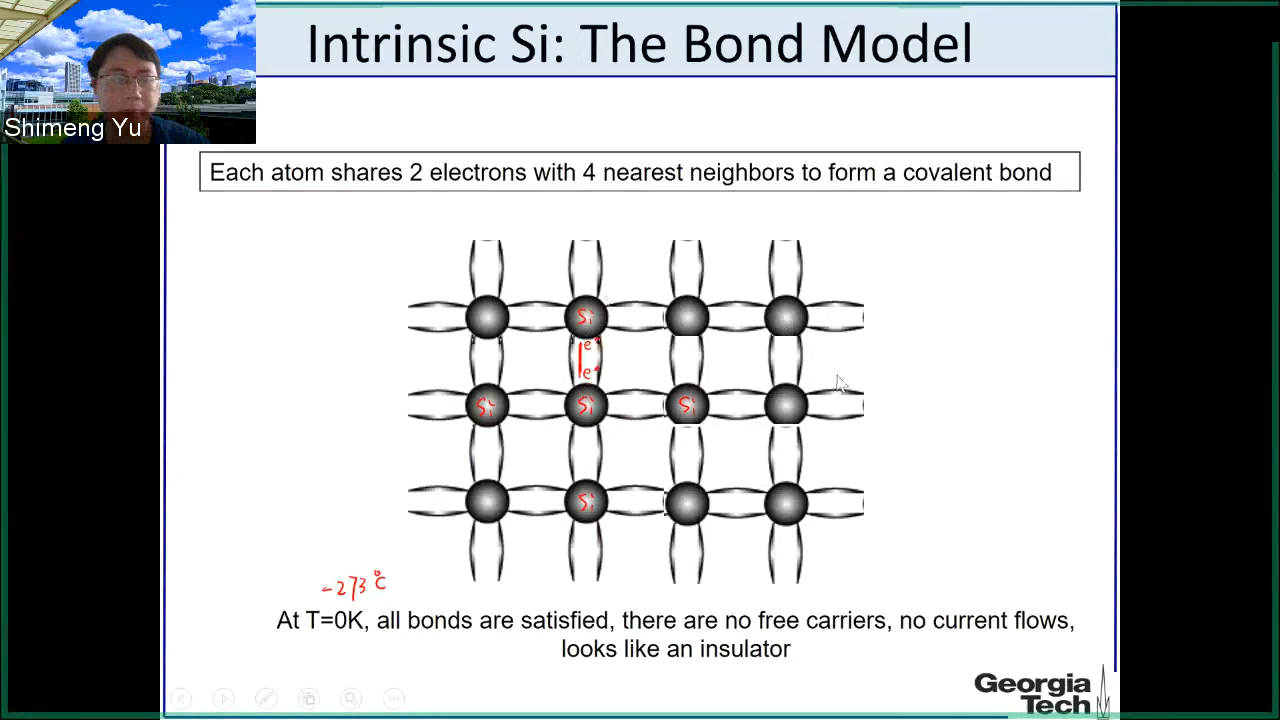 Intrinsic Si: The Bond Model
Shimeng Yu
Each atom shares 2 electrons with 4 nearest neighbors to form a covalent bond
Si
e
e
Si Si Si
Si
-273°C
At T=0K, all bonds are satisfied, there are no free carriers, no current flows,
looks like an insulator
Georgia
Tech